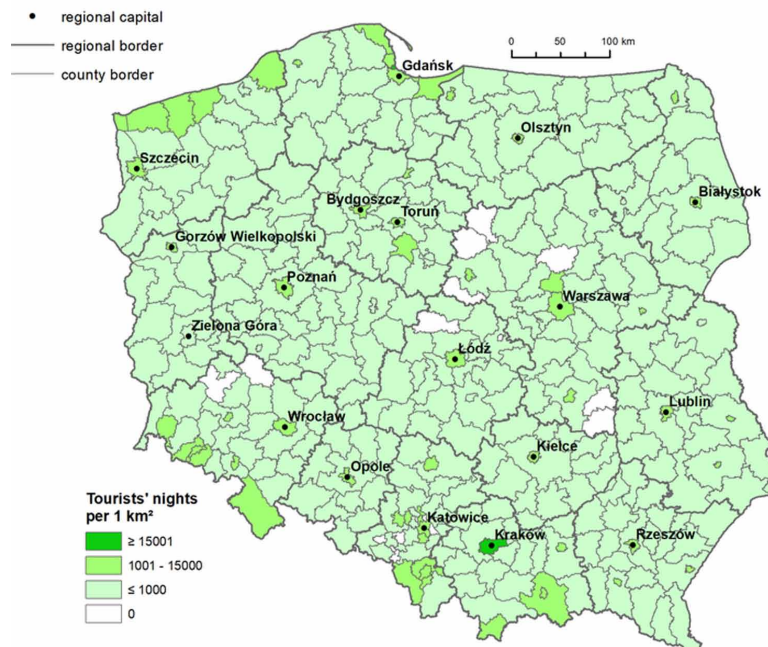 regional capital
regional border
county border
0 50 100 km
Gdańsk
Olsztyn
Szczecin
Białystok
Bydgoszcz
Toruń
Gorzów Wielkopolski
Poznań
Warszawa
Zielona Góra
Łódź
Lublin
Wrocław
Kielce
Opole
Tourists' nights
per 1 km²
≥ 15001
1001 - 15000
≤ 1000
0
Katowice
Kraków
Rzeszów